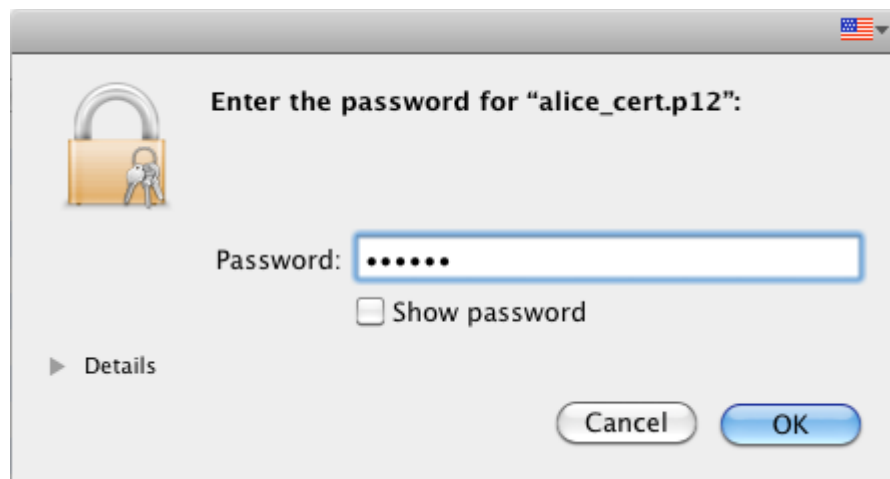 Enter the password for “alice_cert.p12”:
Password: ••••••
Show password
Details
Cancel OK